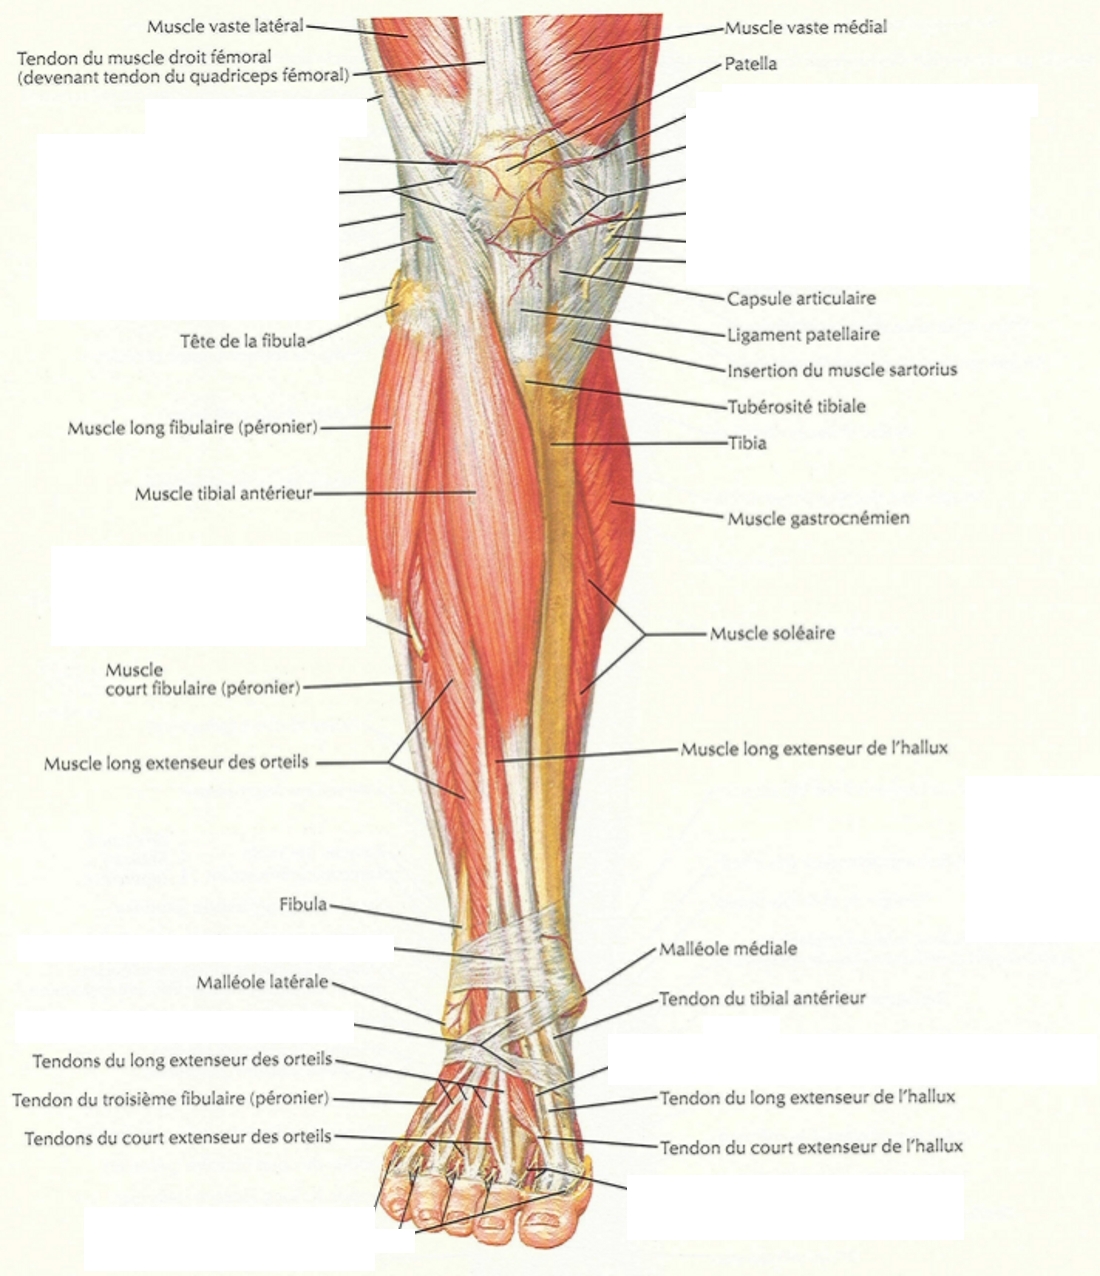 Muscle vaste latéral
Tendon du muscle droit fémoral
(devenant tendon du quadriceps fémoral)
Tête de la fibula
Muscle long fibulaire (péronier)
Muscle tibial antérieur
Muscle
court fibulaire (péronier)
Muscle long extenseur des orteils
Fibula
Malléole latérale
Tendons du long extenseur des orteils
Tendon du troisième fibulaire (péronier)
Tendons du court extenseur des orteils
Muscle vaste médial
Patella
Capsule articulaire
Ligament patellaire
Insertion du muscle sartorius
Tubérosité tibiale
Tibia
Muscle gastrocnémien
Muscle soléaire
Muscle long extenseur de l'hallux
Malléole médiale
Tendon du tibial antérieur
Tendon du long extenseur de l'hallux
Tendon du court extenseur de l'hallux